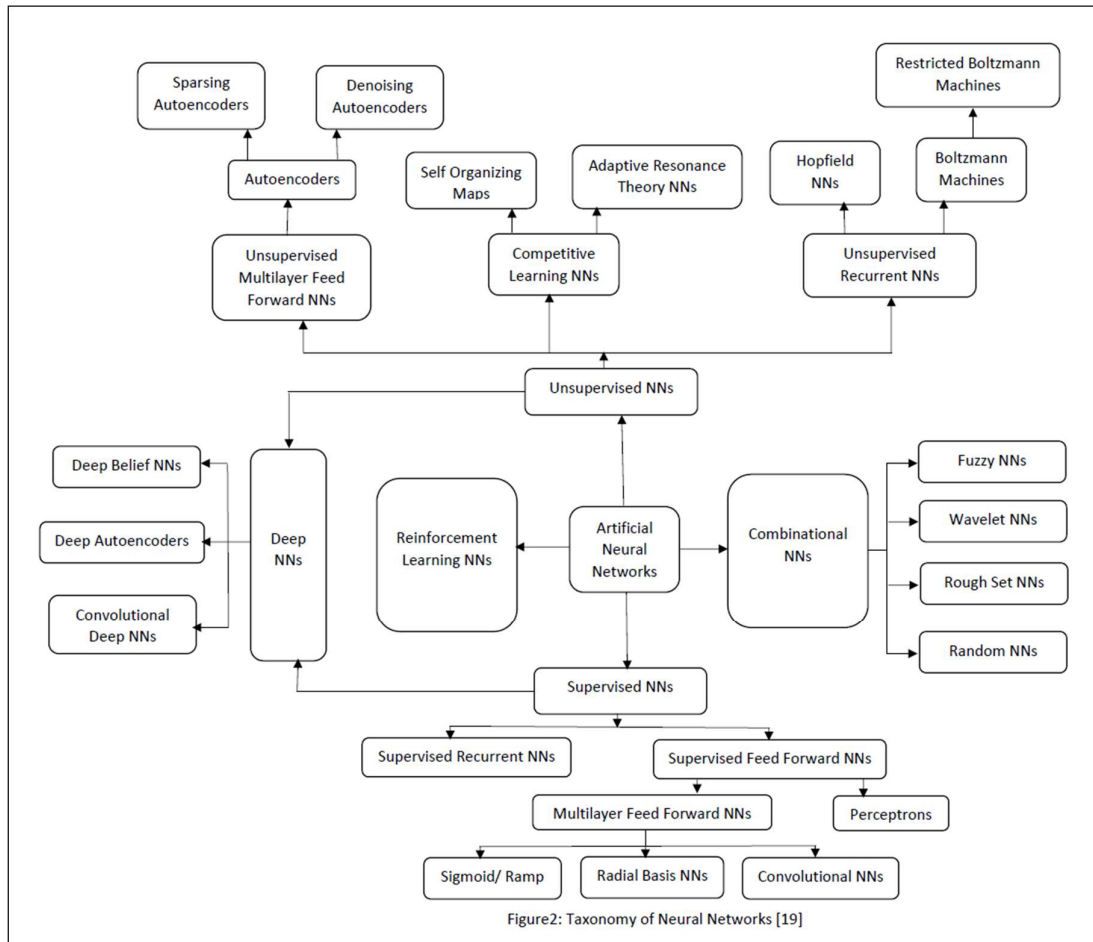 Sparsing
Autoencoders
Denoising
Autoencoders
Restricted Boltzmann
Machines
Autoencoders
Self Organizing
Maps
Adaptive Resonance
Theory NNs
Hopfield
NNs
Boltzmann
Machines
Unsupervised
Multilayer Feed
Forward NNs
Competitive
Learning NNs
Unsupervised
Recurrent NNs
Unsupervised NNs
Deep Belief NNs
Deep Autoencoders
Convolutional
Deep NNs
Deep
NNs
Reinforcement
Learning NNs
Artificial
Neural
Networks
Combinational
NNs
Fuzzy NNs
Wavelet NNs
Rough Set NNs
Random NNs
Supervised NNs
Supervised Recurrent NNs
Supervised Feed Forward NNs
Multilayer Feed Forward NNs
Perceptrons
Sigmoid/ Ramp
Radial Basis NNs
Convolutional NNs
Figure2: Taxonomy of Neural Networks [19]